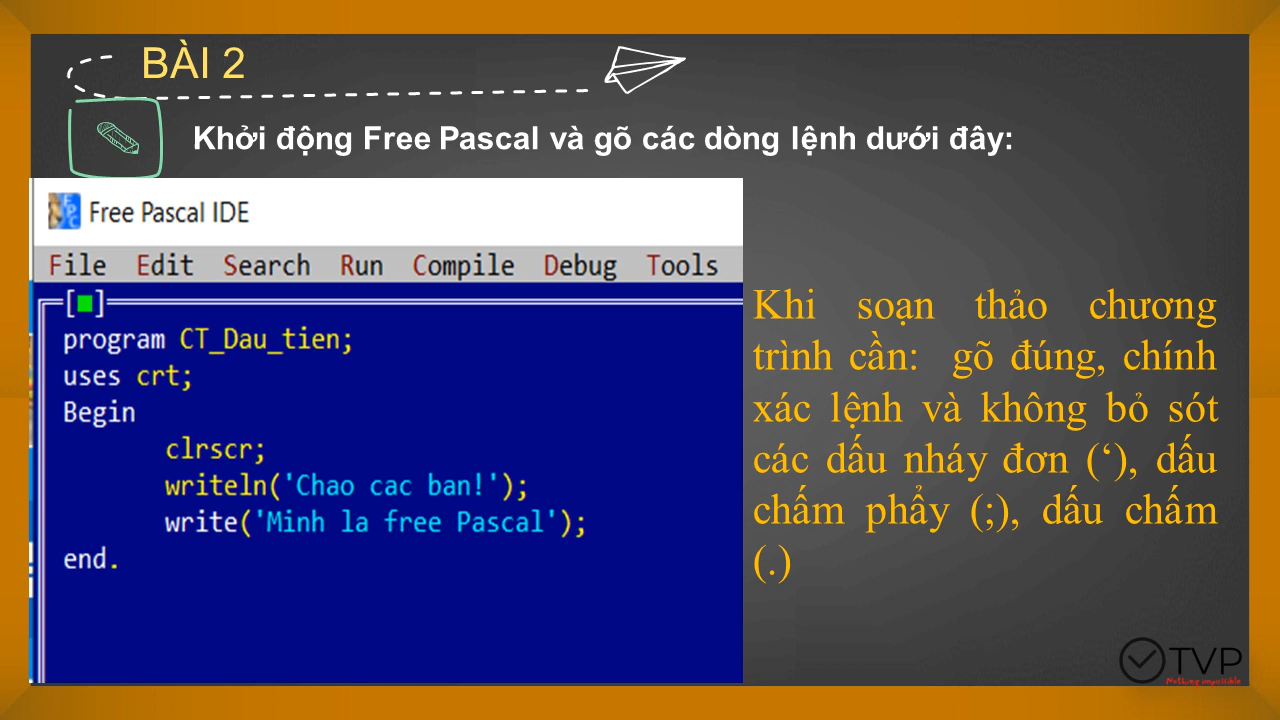 BÀI 2
Khởi động Free Pascal và gõ các dòng lệnh dưới đây:
Free Pascal IDE
File Edit Search Run Compile Debug Tools
program CT_Dau_tien;
uses crt;
Begin
clrscr;
writeln('Chao cac ban!');
write('Minh la free Pascal');
end.
Khi soạn thảo chương
trình cần: gõ đúng, chính
xác lệnh và không bỏ sót
các dấu nháy đơn (‘), dấu
chấm phẩy (;), dấu chấm
(.)
TVP
Nothing impossible